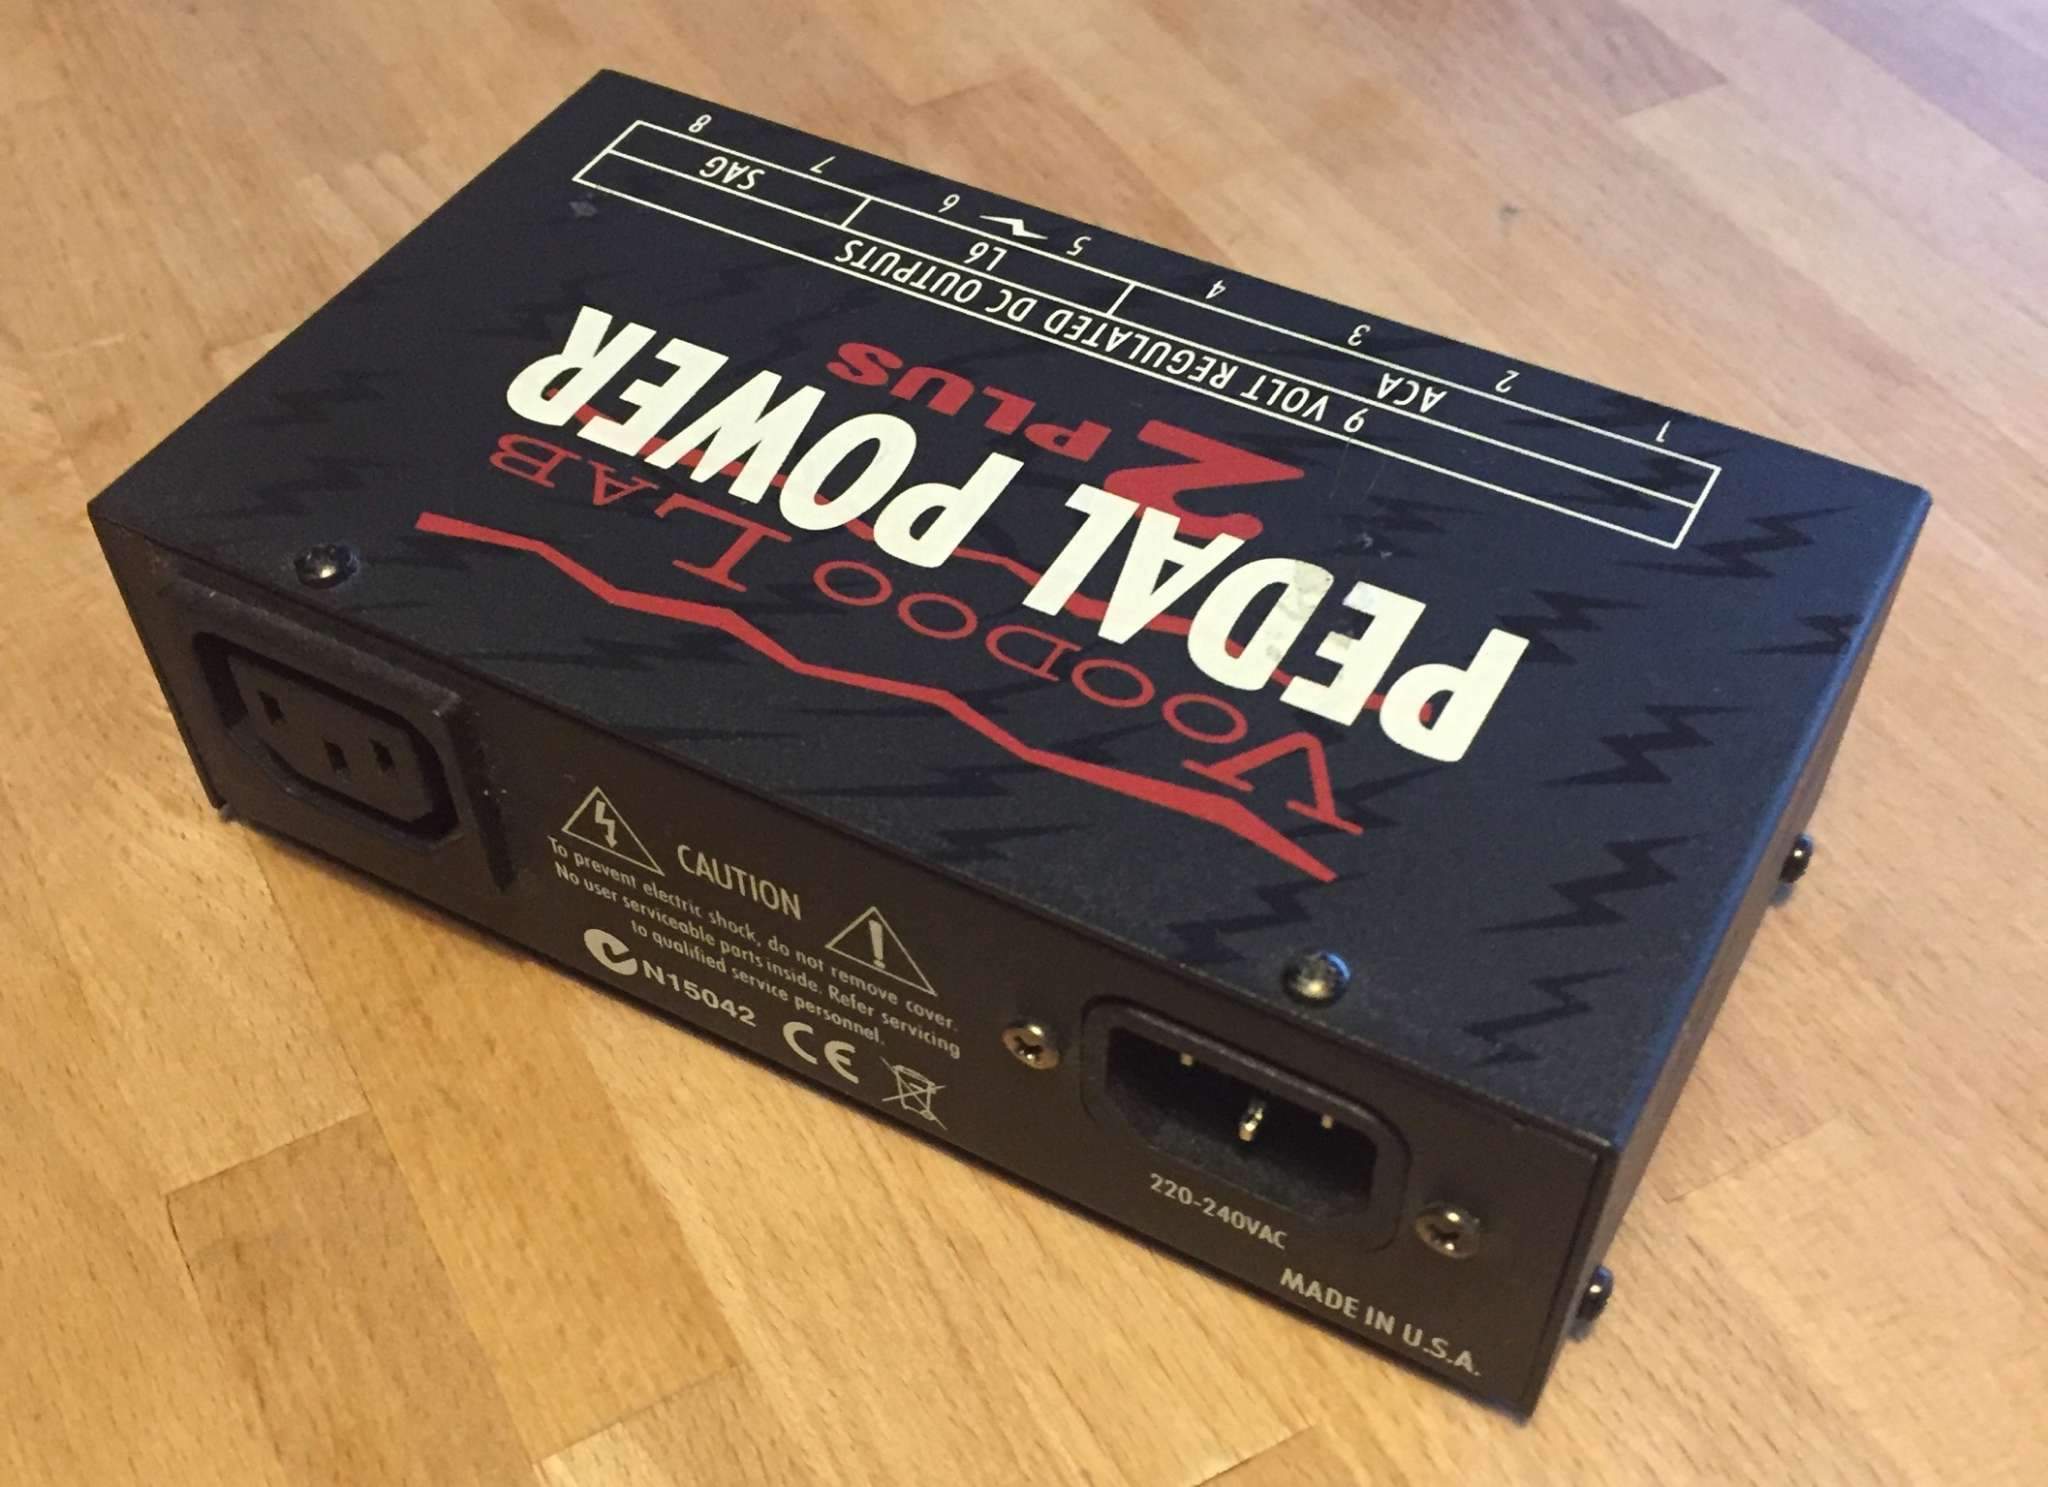 VOODOO LAB
PEDAL POWER
2 PLUS
9 VOLT REGULATED DC OUTPUTS
ACA L6 SAG
1 2 3 4 5 6 7 8
CAUTION
To prevent electric shock, do not remove cover.
No user serviceable parts inside. Refer servicing
to qualified service personnel.
N15042 CE
220-240VAC
MADE IN U.S.A.